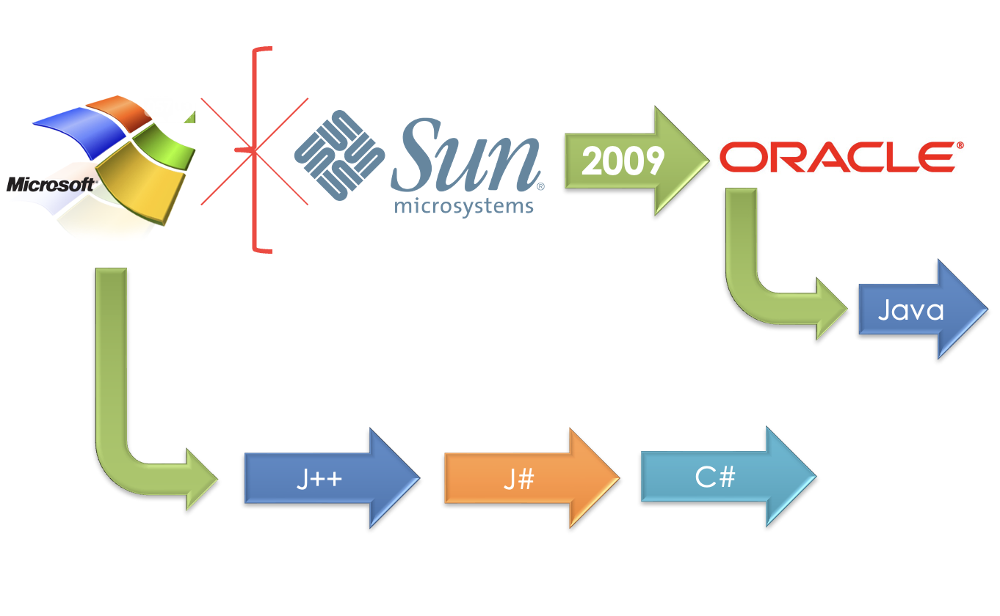 Microsoft®
Sun®
microsystems
2009
ORACLE®
Java
J++
J#
C#